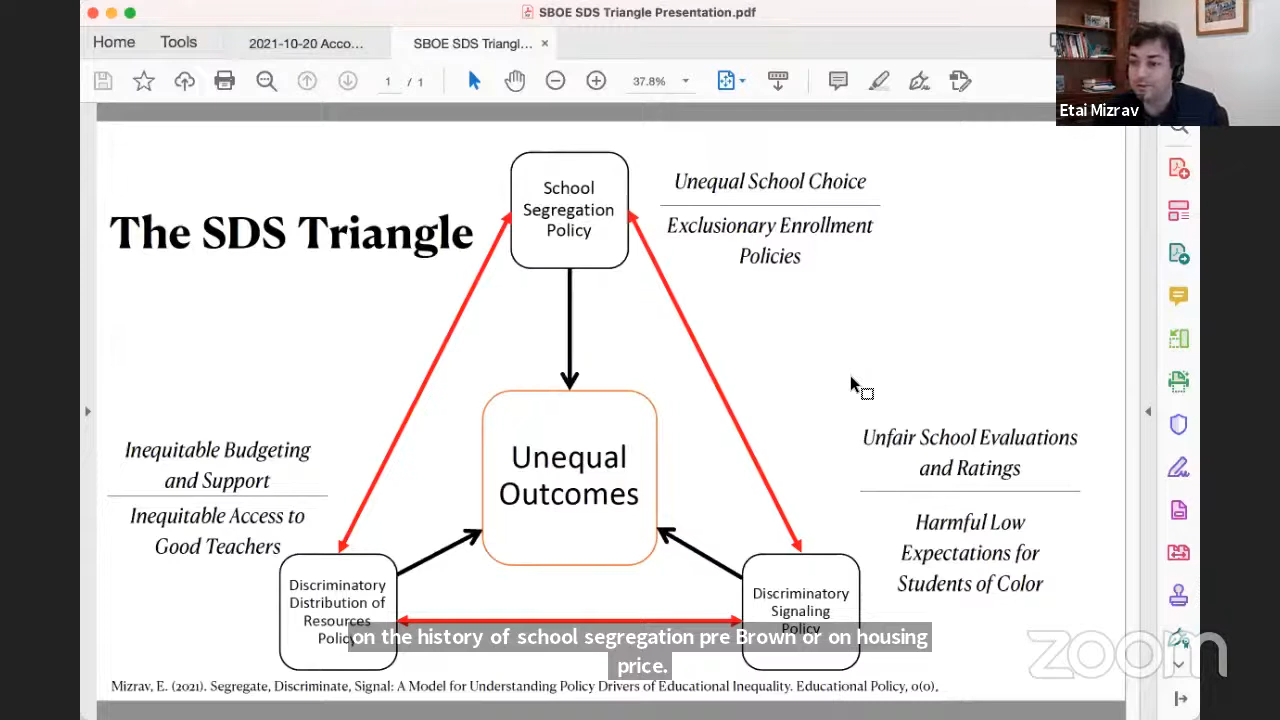 SBOE SDS Triangle Presentation.pdf
Home
Tools
2021-10-20 Acco...
SBOE SDS Triangl...
×
1 / 1
37.8%
Etai Mizrav
The SDS Triangle
School
Segregation
Policy
Unequal School Choice
Exclusionary Enrollment
Policies
Inequitable Budgeting
and Support
Inequitable Access to
Good Teachers
Unequal
Outcomes
Unfair School Evaluations
and Ratings
Harmful Low
Expectations for
Students of Color
Discriminatory
Distribution of
Resources
Policy
Discriminatory
Signaling
Policy
on the history of school segregation pre Brown or on housing
price.
zoom
Mizrav, E. (2021). Segregate, Discriminate, Signal: A Model for Understanding Policy Drivers of Educational Inequality. Educational Policy, 0(0).